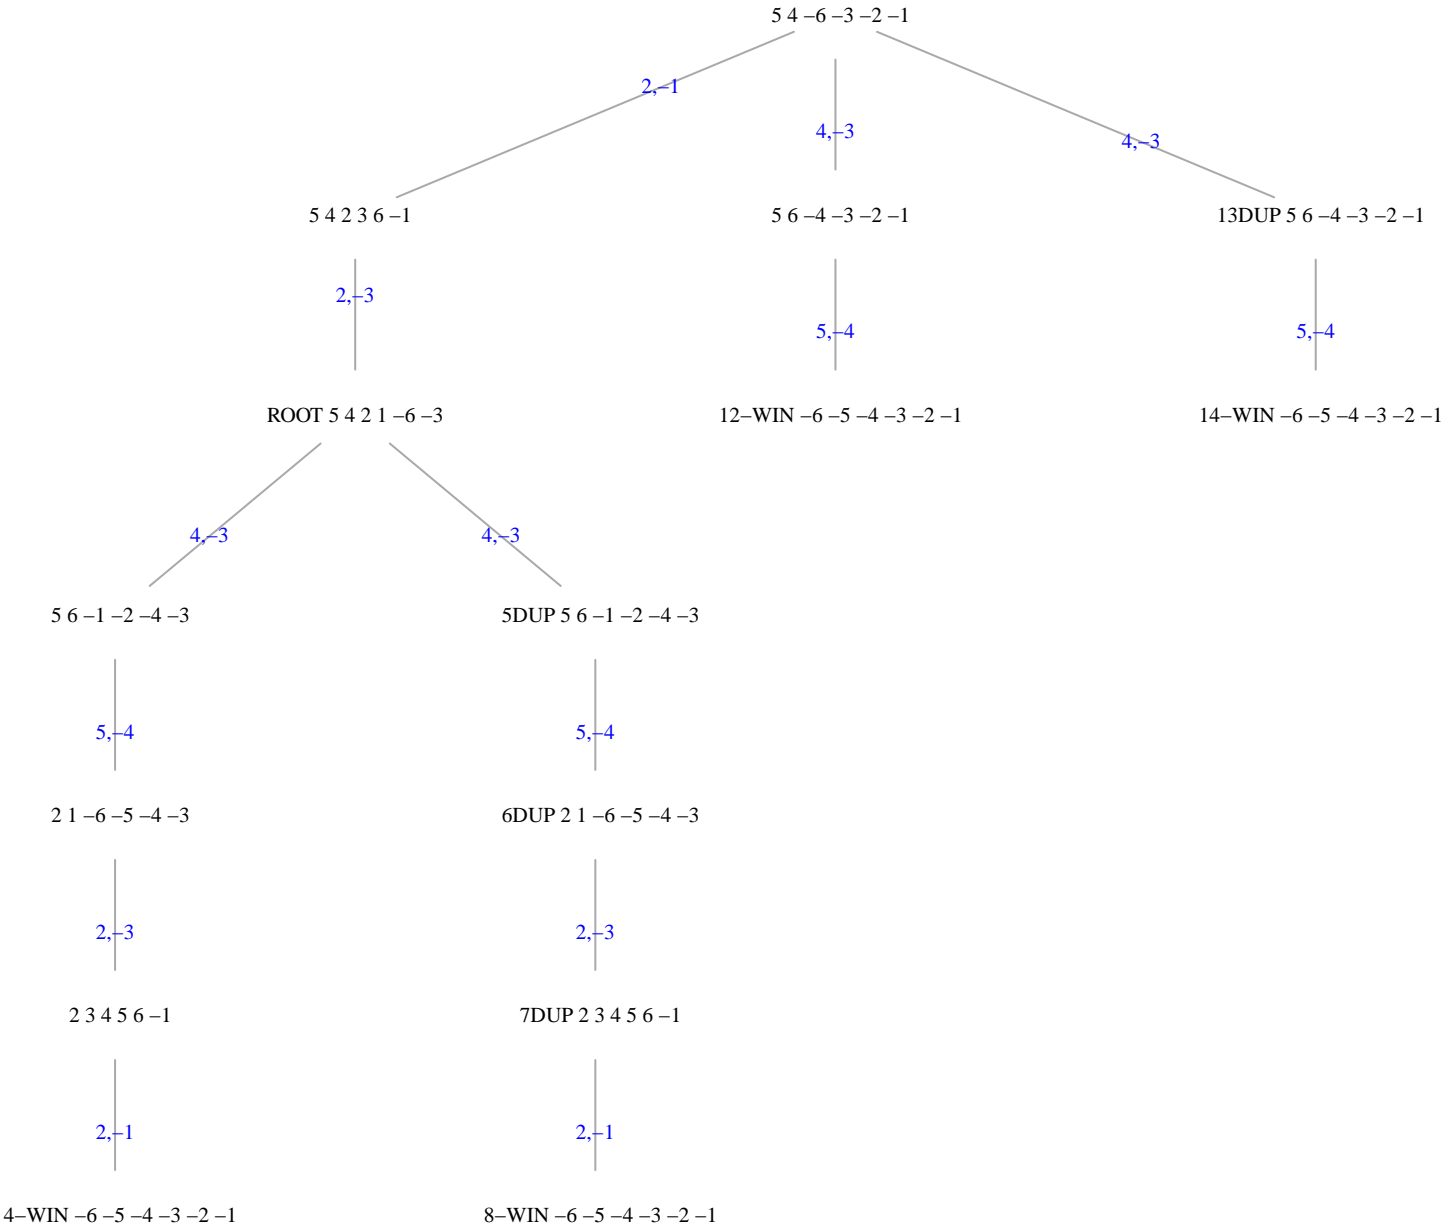 5 4 –6 –3 –2 –1
2,–1
4,–3
4,–3
5 4 2 3 6 –1
5 6 –4 –3 –2 –1
13DUP 5 6 –4 –3 –2 –1
2,–3
5,–4
5,–4
ROOT 5 4 2 1 –6 –3
12–WIN –6 –5 –4 –3 –2 –1
14–WIN –6 –5 –4 –3 –2 –1
4,–3
4,–3
5 6 –1 –2 –4 –3
5DUP 5 6 –1 –2 –4 –3
5,–4
5,–4
2 1 –6 –5 –4 –3
6DUP 2 1 –6 –5 –4 –3
2,–3
2,–3
2 3 4 5 6 –1
7DUP 2 3 4 5 6 –1
2,–1
2,–1
4–WIN –6 –5 –4 –3 –2 –1
8–WIN –6 –5 –4 –3 –2 –1